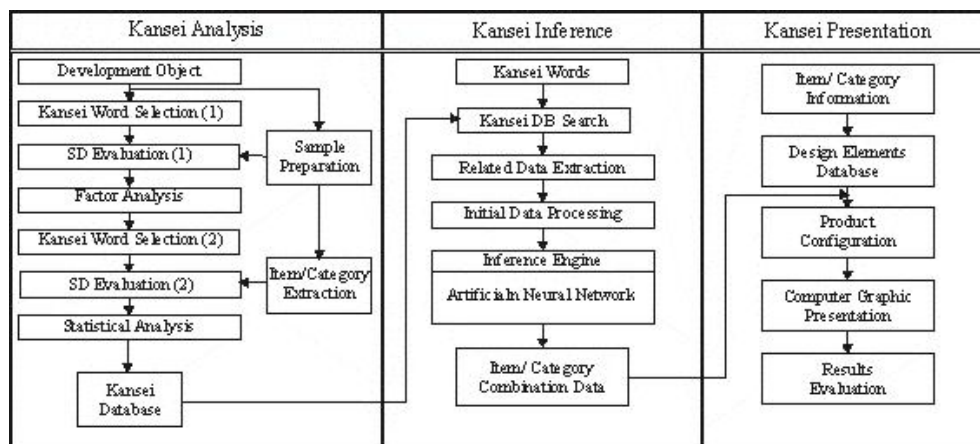 Kansei Analysis
Development Object
Kansei Word Selection (1)
SD Evaluation (1)
Sample
Preparation
Factor Analysis
Kansei Word Selection (2)
SD Evaluation (2)
Item/Category
Extraction
Statistical Analysis
Kansei
Database
Kansei Inference
Kansei Words
Kansei DB Search
Related Data Extraction
Initial Data Processing
Inference Engine
Artificialn Neural Network
Item/ Category
Combination Data
Kansei Presentation
Item/ Category
Information
Design Elements
Database
Product
Configuration
Computer Graphic
Presentation
Results
Evaluation